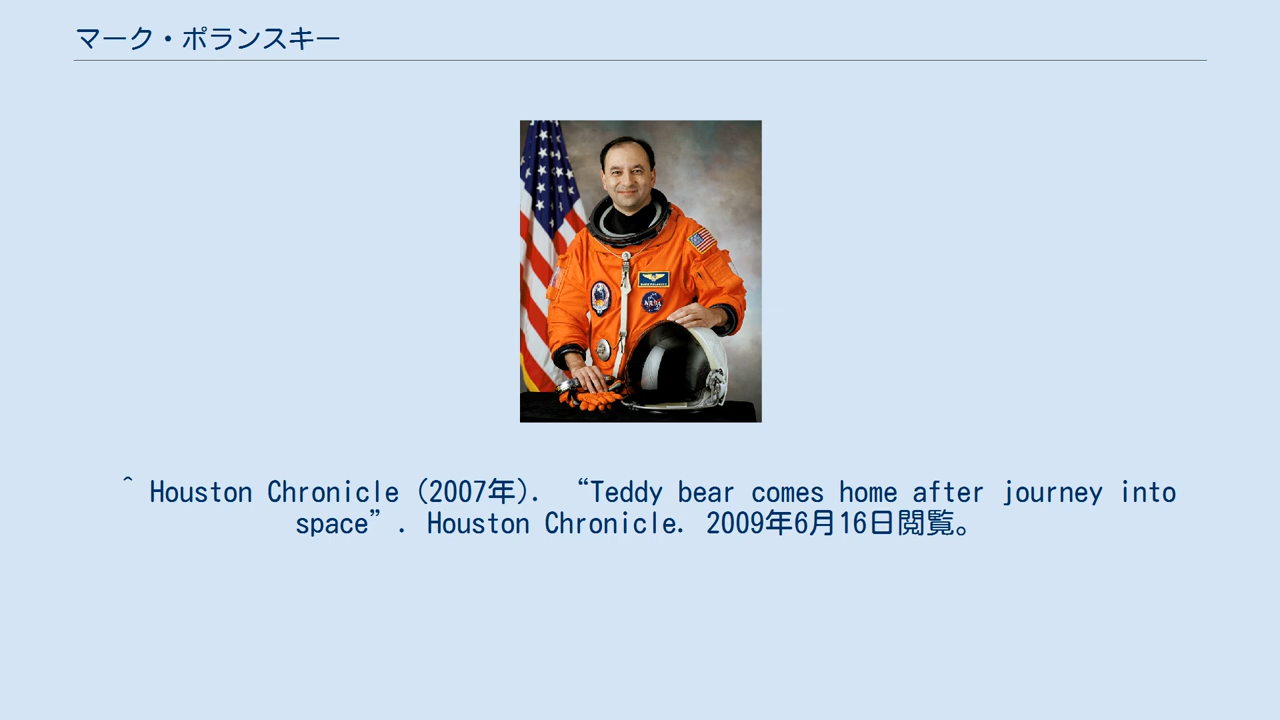 マーク・ポランスキー
^ Houston Chronicle (2007年). “Teddy bear comes home after journey into
space”. Houston Chronicle. 2009年6月16日閲覧。
NASA